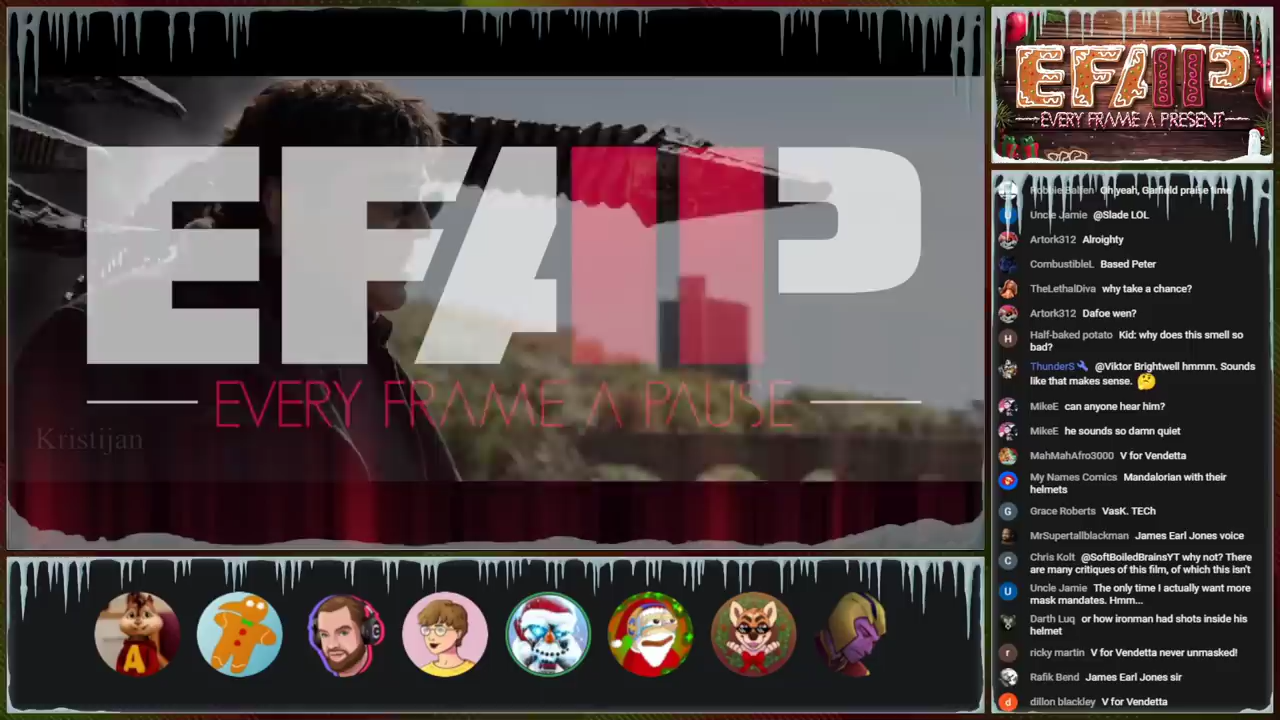 EFAP
EVERY FRAME A PAUSE
Kristijan
EFAP
EVERY FRAME A PRESENT
Robbie Balfen Oh yeah, Garfield praise time
Uncle Jamie @Slade LOL
Artork312 Alroighty
CombustibleL Based Peter
TheLethalDiva why take a chance?
Artork312 Dafoe wen?
Half-baked potato Kid: why does this smell so
bad?
ThunderS @Viktor Brightwell hmmm. Sounds
like that makes sense. 🤔
MikeE can anyone hear him?
MikeE he sounds so damn quiet
MahMahAfro3000 V for Vendetta
My Names Comics Mandalorian with their
helmets
Grace Roberts VasK. TECh
MrSupertallblackman James Earl Jones voice
Chris Kolt @SoftBoiledBrainsYT why not? There
are many critiques of this film, of which this isn't
Uncle Jamie The only time I actually want more
mask mandates. Hmm...
Darth Luq or how ironman had shots inside his
helmet
ricky martin V for Vendetta never unmasked!
Rafik Bend James Earl Jones sir
dillon blackley V for Vendetta